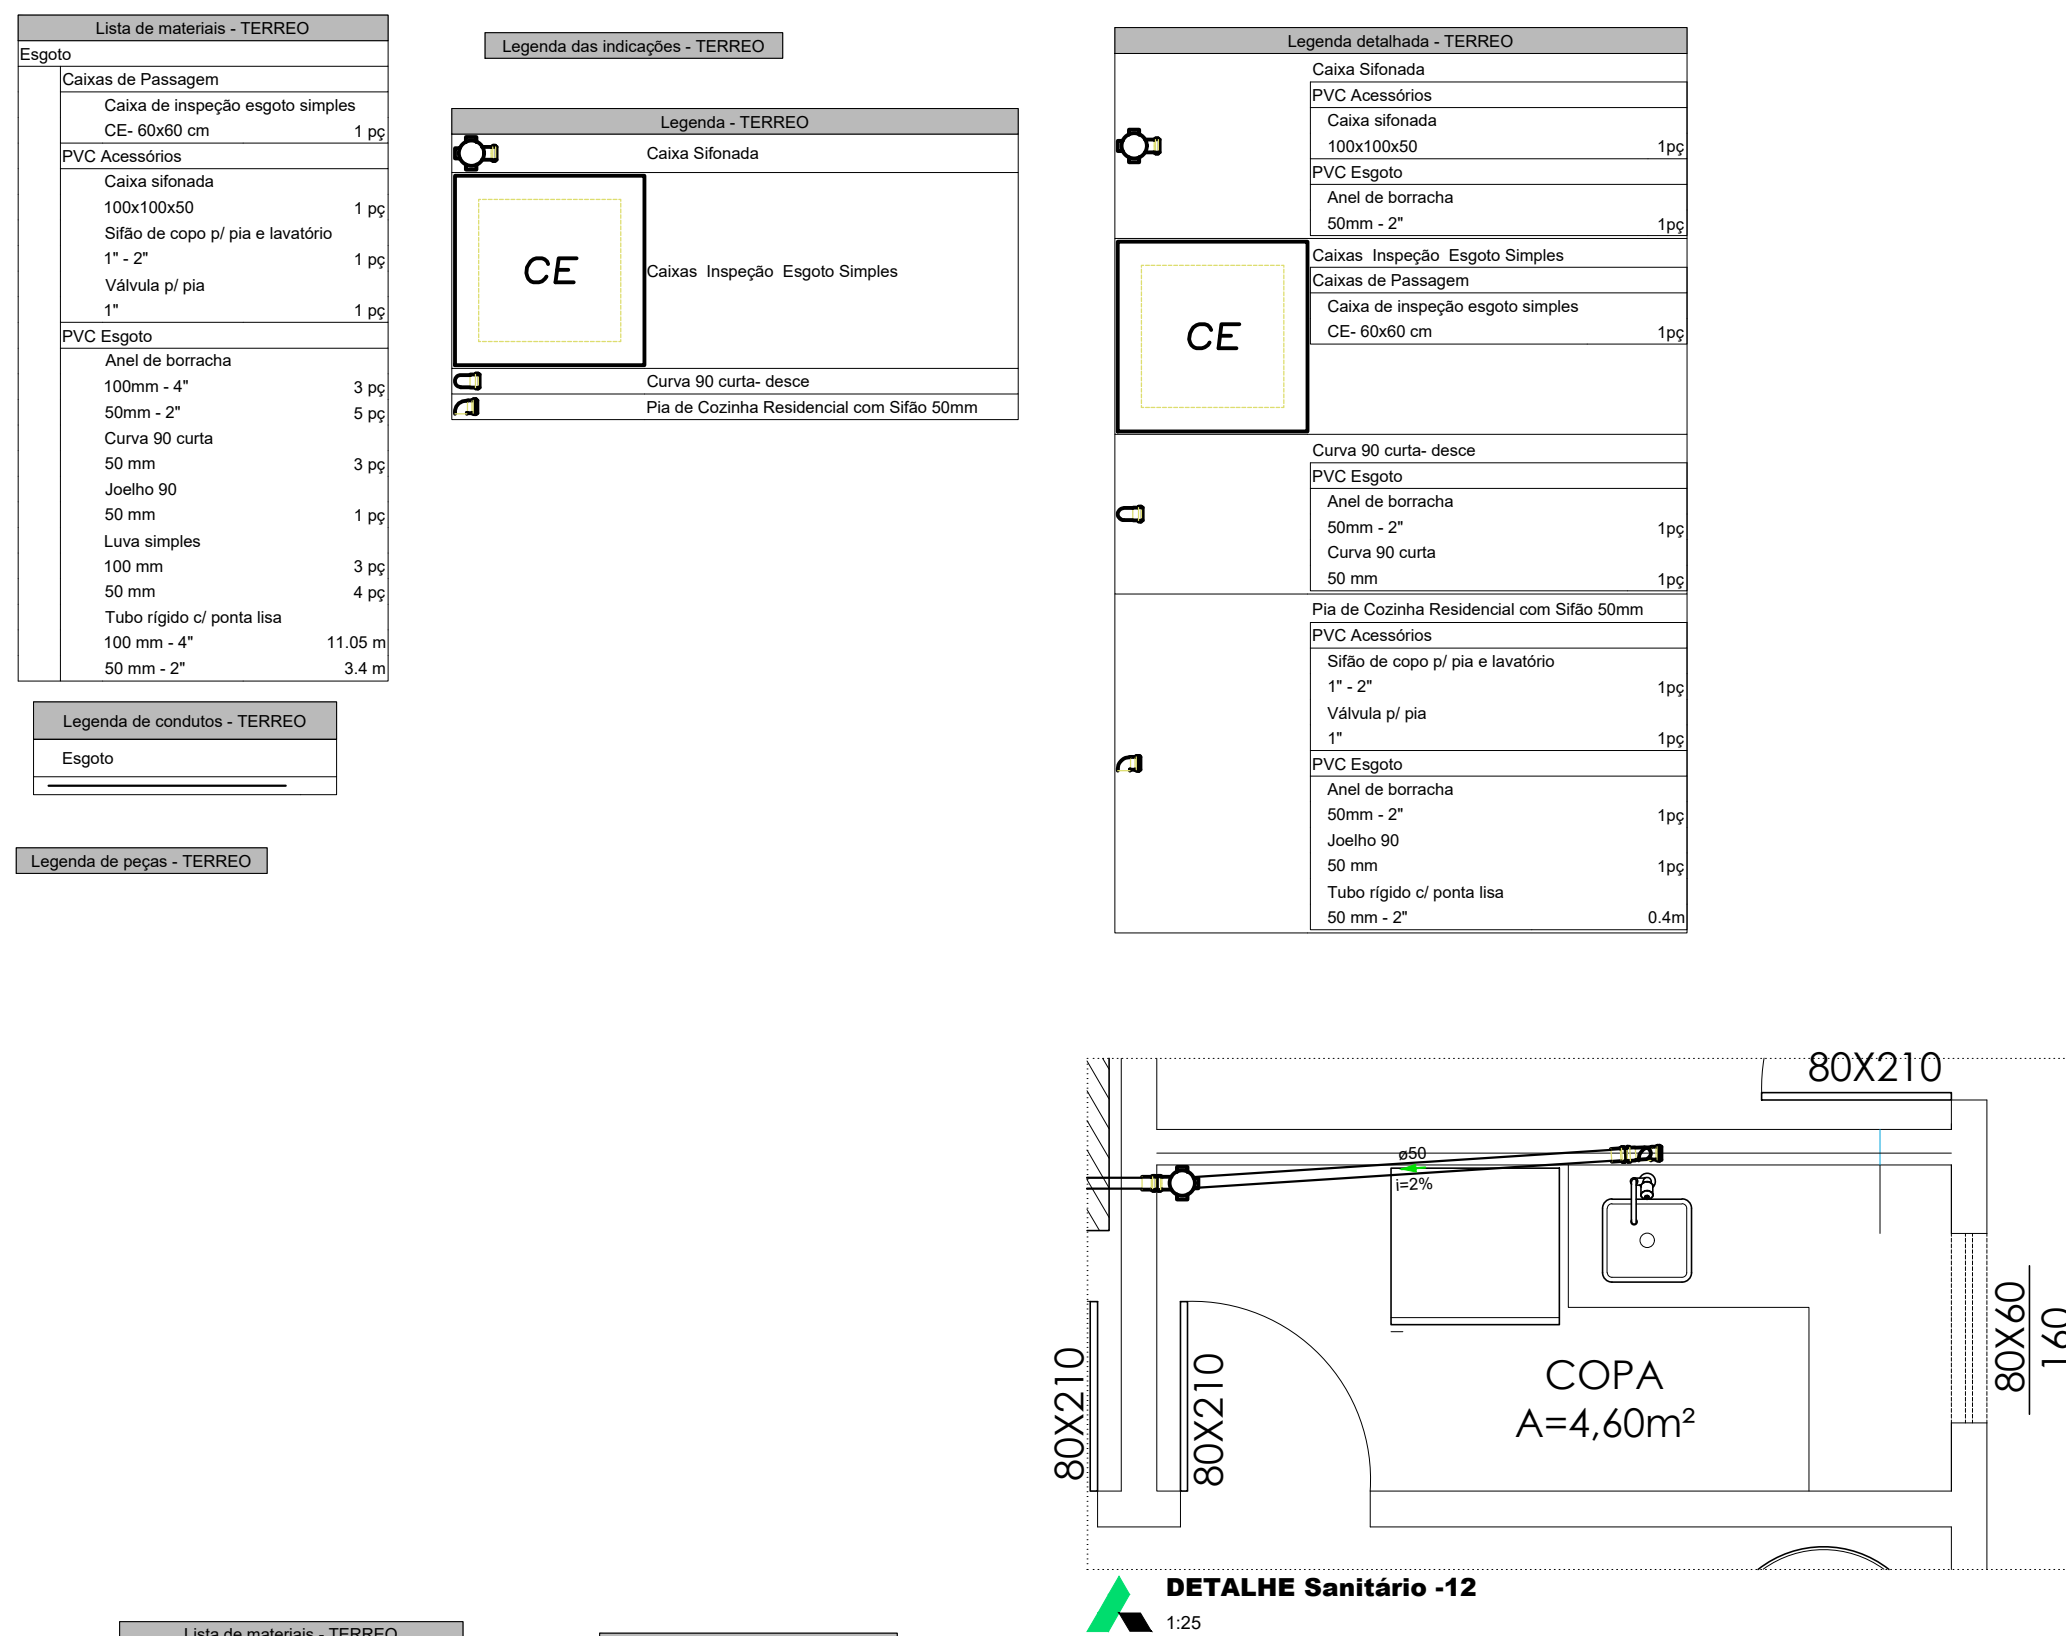 Lista de materiais - TERREO
Esgoto
Caixas de Passagem
Caixa de inspeção esgoto simples
CE- 60x60 cm 1 pç
PVC Acessórios
Caixa sifonada
100x100x50 1 pç
Sifão de copo p/ pia e lavatório
1" - 2" 1 pç
Válvula p/ pia
1" 1 pç
PVC Esgoto
Anel de borracha
100mm - 4" 3 pç
50mm - 2" 5 pç
Curva 90 curta
50 mm 3 pç
Joelho 90
50 mm 1 pç
Luva simples
100 mm 3 pç
50 mm 4 pç
Tubo rígido c/ ponta lisa
100 mm - 4" 11.05 m
50 mm - 2" 3.4 m
Legenda de condutos - TERREO
Esgoto
Legenda de peças - TERREO
Legenda das indicações - TERREO
Legenda - TERREO
Caixa Sifonada
CE
Caixas Inspeção Esgoto Simples
Curva 90 curta- desce
Pia de Cozinha Residencial com Sifão 50mm
Legenda detalhada - TERREO
Caixa Sifonada
PVC Acessórios
Caixa sifonada
100x100x50 1pç
PVC Esgoto
Anel de borracha
50mm - 2" 1pç
CE
Caixas Inspeção Esgoto Simples
Caixas de Passagem
Caixa de inspeção esgoto simples
CE- 60x60 cm 1pç
Curva 90 curta- desce
PVC Esgoto
Anel de borracha
50mm - 2" 1pç
Curva 90 curta
50 mm 1pç
Pia de Cozinha Residencial com Sifão 50mm
PVC Acessórios
Sifão de copo p/ pia e lavatório
1" - 2" 1pç
Válvula p/ pia
1" 1pç
PVC Esgoto
Anel de borracha
50mm - 2" 1pç
Joelho 90
50 mm 1pç
Tubo rígido c/ ponta lisa
50 mm - 2" 0.4m
80X210
ø50
i=2%
80X210
80X210
COPA
A=4,60m²
80X60
160
DETALHE Sanitário -12
1:25
Lista de materiais - TERREO